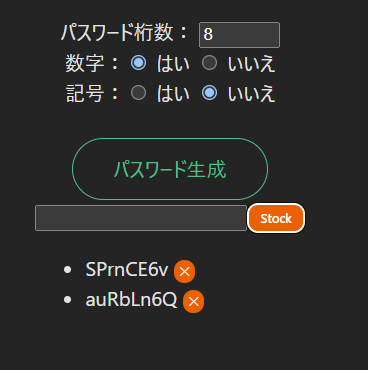 パスワード桁数： 8
数字： はい いいえ
記号： はい いいえ
パスワード生成
Stock
SPrnCE6v ×
auRbLn6Q ×